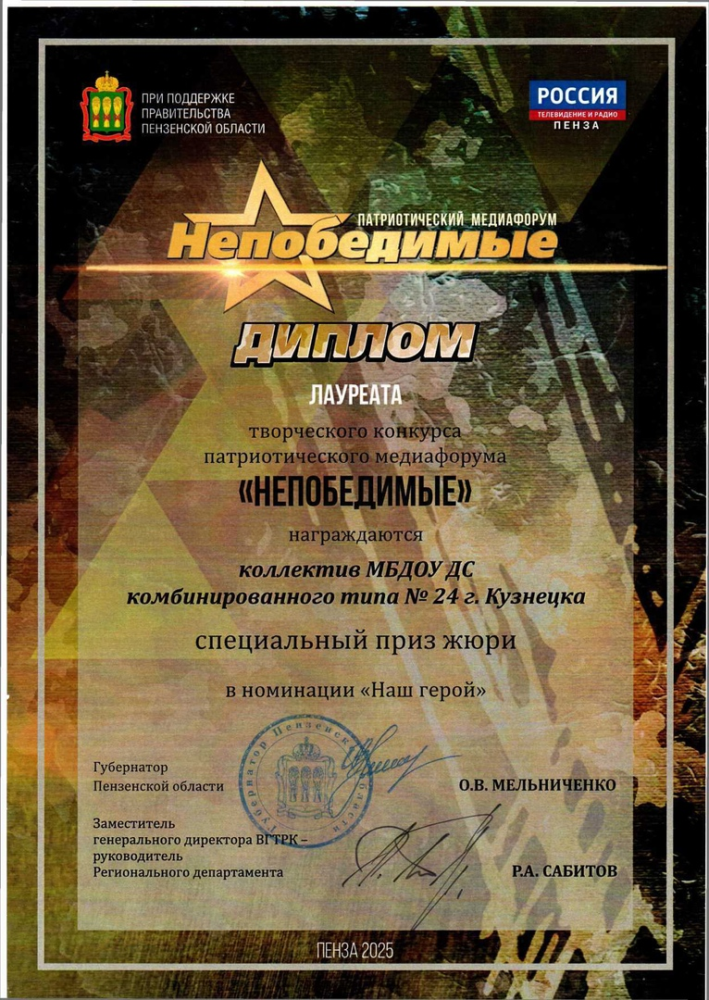 ПРИ ПОДДЕРЖКЕ
ПРАВИТЕЛЬСТВА
ПЕНЗЕНСКОЙ ОБЛАСТИ
РОССИЯ
ТЕЛЕВИДЕНИЕ И РАДИО
ПЕНЗА
ПАТРИОТИЧЕСКИЙ МЕДИАФОРУМ
Непобедимые
ДИПЛОМ
ЛАУРЕАТА
творческого конкурса
патриотического медиафорума
«НЕПОБЕДИМЫЕ»
награждаются
коллектив МБДОУ ДС
комбинированного типа № 24 г. Кузнецка
специальный приз жюри
в номинации «Наш герой»
Губернатор Пензенской области
Губернатор
Пензенской области
О.В. МЕЛЬНИЧЕНКО
Заместитель
генерального директора ВГТРК –
руководитель
Регионального департамента
Р.А. САБИТОВ
ПЕНЗА 2025